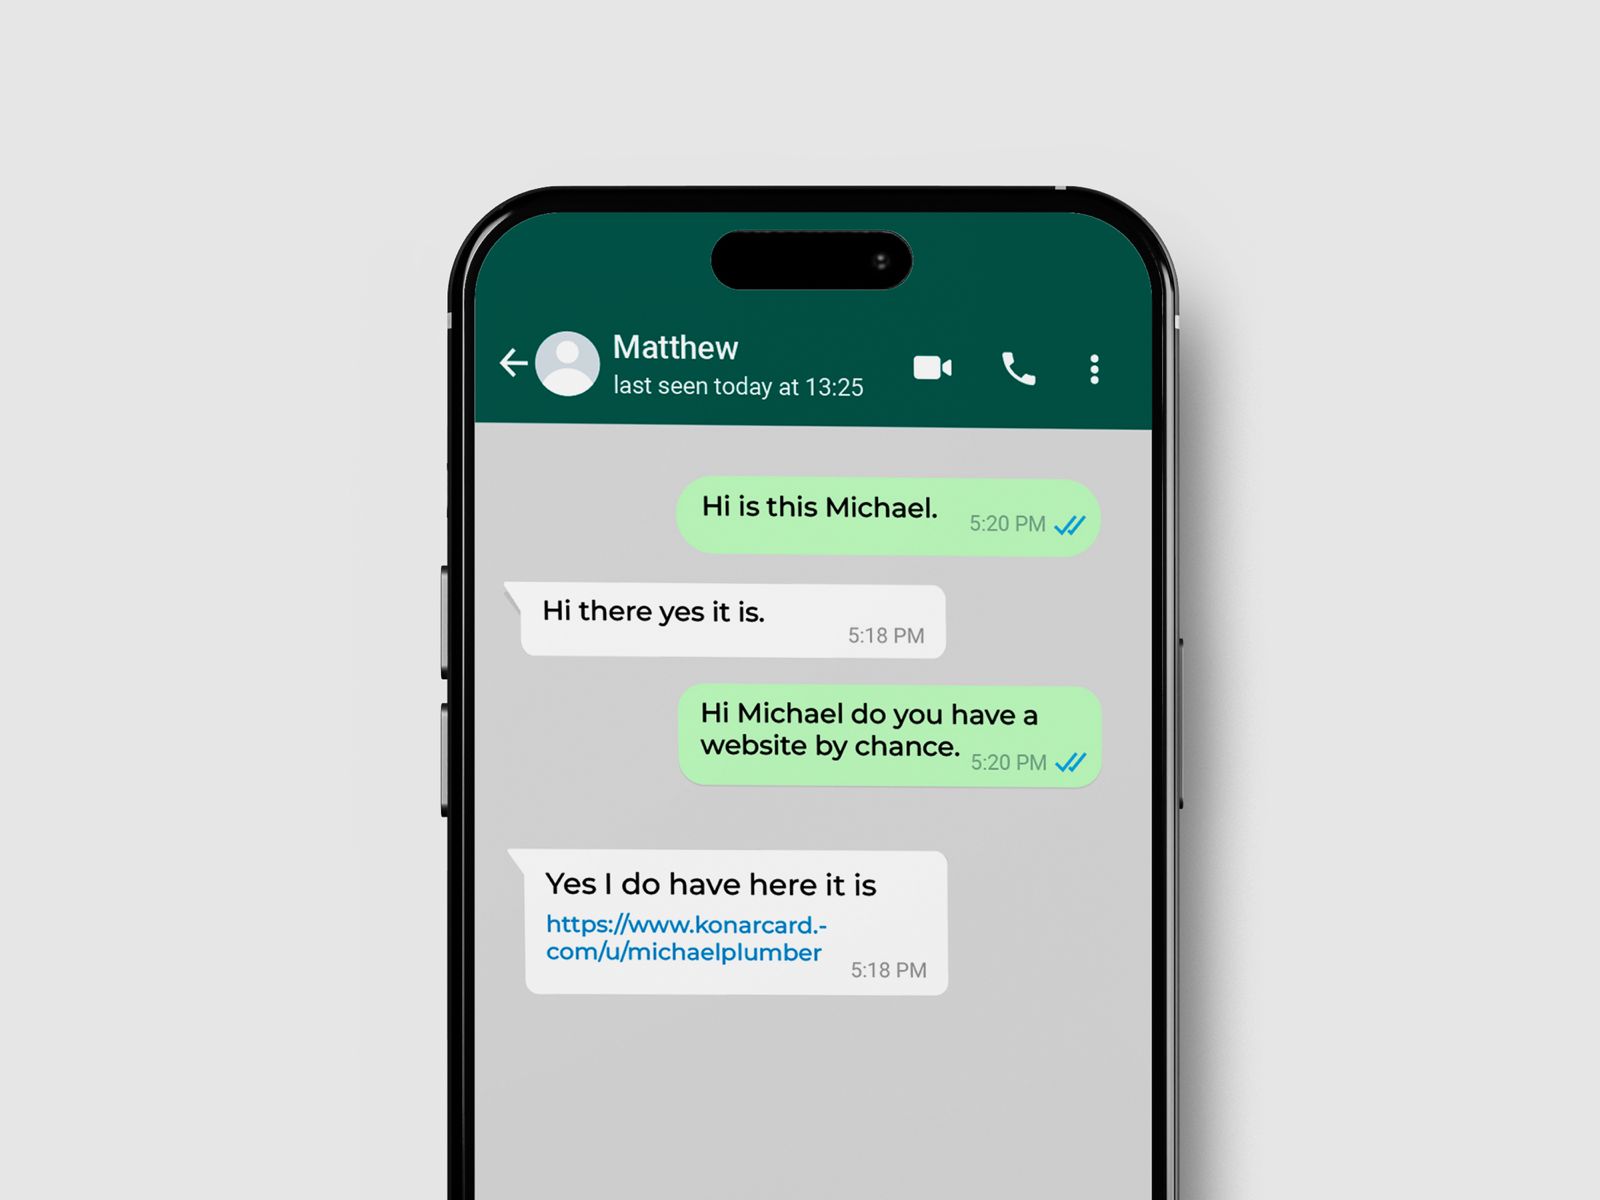 Matthew
last seen today at 13:25
Hi is this Michael.
5:20 PM
Hi there yes it is.
5:18 PM
Hi Michael do you have a
website by chance.
5:20 PM
Yes I do have here it is
https://www.konarcard.-
com/u/michaelplumber
5:18 PM